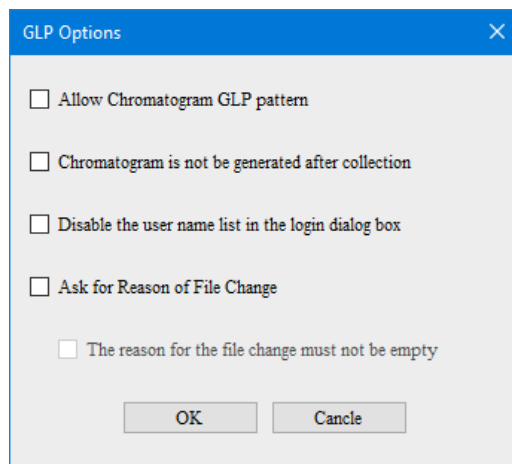 GLP Options
Allow Chromatogram GLP pattern
Chromatogram is not be generated after collection
Disable the user name list in the login dialog box
Ask for Reason of File Change
The reason for the file change must not be empty
OK Cancle